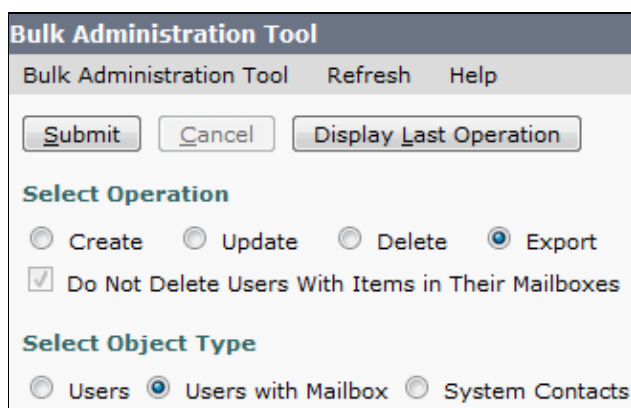 Bulk Administration Tool
Bulk Administration Tool Refresh Help
Submit Cancel Display Last Operation
Select Operation
Create Update Delete Export
Do Not Delete Users With Items in Their Mailboxes
Select Object Type
Users Users with Mailbox System Contacts